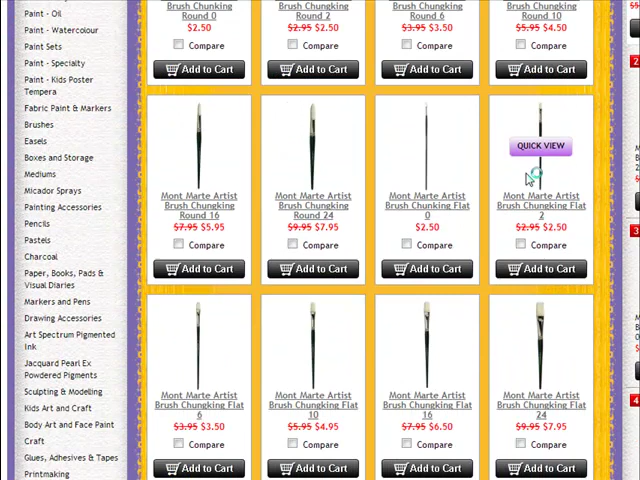 Paint - Oil
Paint - Watercolour
Paint Sets
Paint - Specialty
Paint - Kids Poster
Tempera
Fabric Paint & Markers
Brushes
Easels
Boxes and Storage
Mediums
Micador Sprays
Painting Accessories
Pencils
Pastels
Charcoal
Paper, Books, Pads &
Visual Diaries
Markers and Pens
Drawing Accessories
Art Spectrum Pigmented
Ink
Jacquard Pearl Ex
Powdered Pigments
Sculpting & Modelling
Kids Art and Craft
Body Art and Face Paint
Craft
Glues, Adhesives & Tapes
Printmaking
Brush Chungking
Round 0
$2.50
Compare
Add to Cart
Brush Chungking
Round 2
$2.95 $2.50
Compare
Add to Cart
Brush Chungking
Round 6
$3.95 $3.50
Compare
Add to Cart
Brush Chungking
Round 10
$5.95 $4.50
Compare
Add to Cart
Mont Marte Artist
Brush Chungking
Round 16
$7.95 $5.95
Compare
Add to Cart
Mont Marte Artist
Brush Chungking
Round 24
$9.95 $7.95
Compare
Add to Cart
Mont Marte Artist
Brush Chungking Flat
0
$2.50
Compare
Add to Cart
QUICK VIEW
Mont Marte Artist
Brush Chungking Flat
2
$2.95 $2.50
Compare
Add to Cart
Mont Marte Artist
Brush Chungking Flat
6
$3.95 $3.50
Compare
Add to Cart
Mont Marte Artist
Brush Chungking Flat
10
$5.95 $4.95
Compare
Add to Cart
Mont Marte Artist
Brush Chungking Flat
16
$7.95 $6.50
Compare
Add to Cart
Mont Marte Artist
Brush Chungking Flat
24
$9.95 $7.95
Compare
Add to Cart
2
3
4